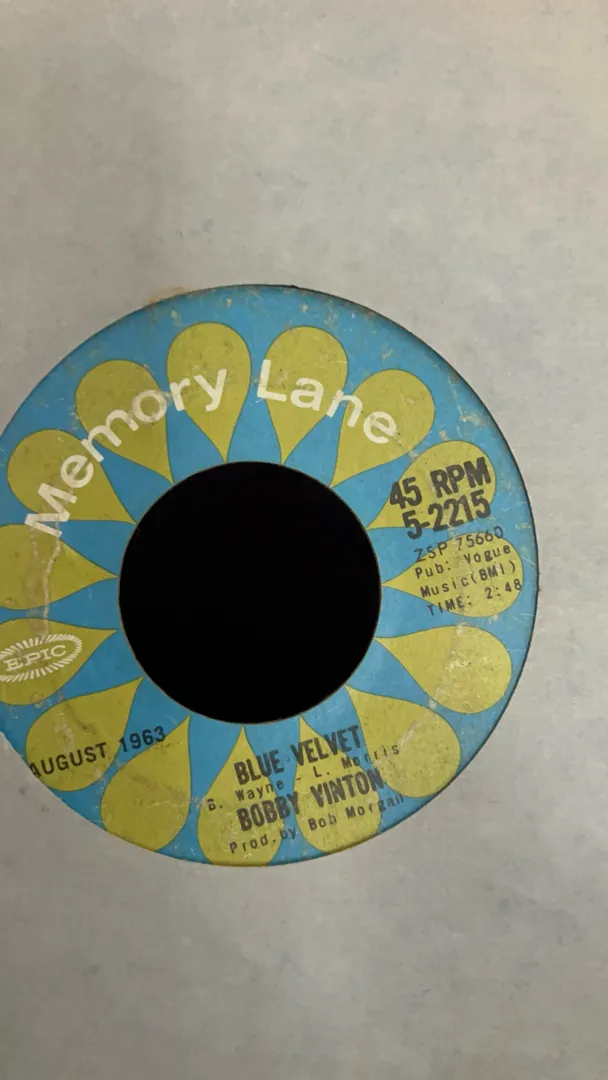 Memory Lane
45 RPM
5-2215
ZSP 75660
Pub: Vogue
Music(BMI)
TIME: 2:48
EPIC
AUGUST 1963
BLUE VELVET
B. Wayne - L. Morris
BOBBY VINTON
Prod. by Bob Morgan